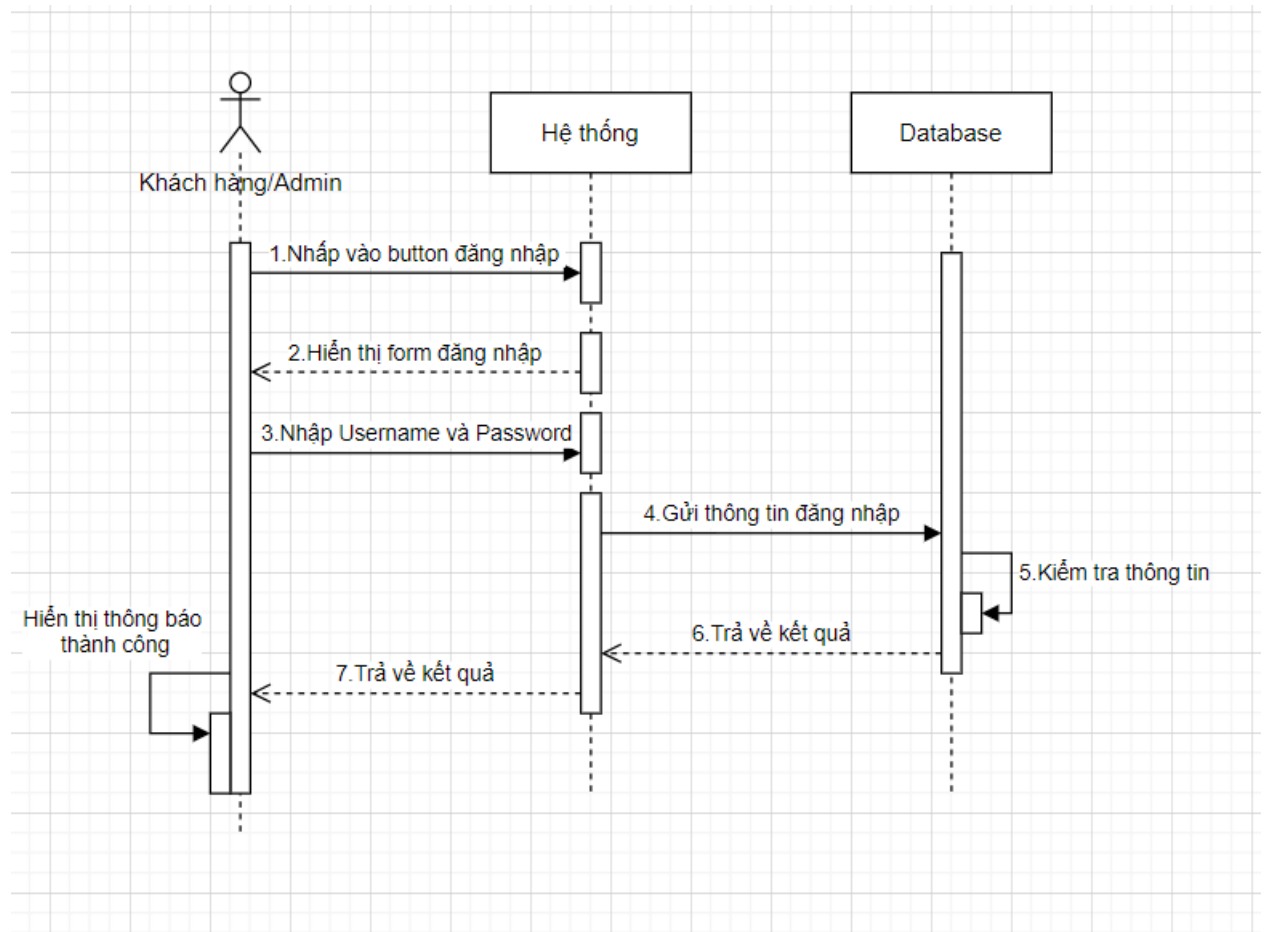 Hệ thống
Database
Khách hàng/Admin
1.Nhấp vào button đăng nhập
2.Hiển thị form đăng nhập
3.Nhập Username và Password
4.Gửi thông tin đăng nhập
5.Kiểm tra thông tin
Hiển thị thông báo
thành công
6.Trả về kết quả
7.Trả về kết quả